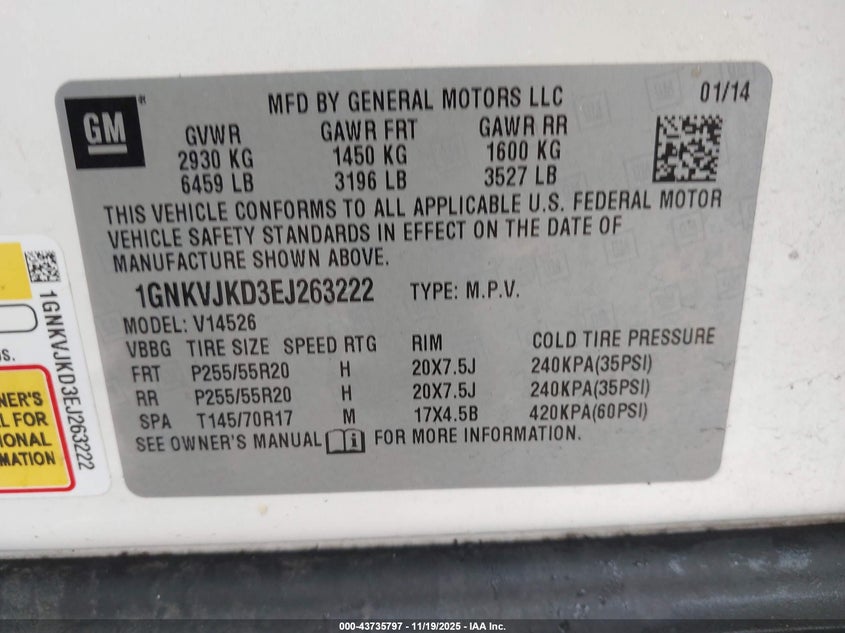 GM
MFD BY GENERAL MOTORS LLC 01/14
GVWR GAWR FRT GAWR RR
2930 KG 1450 KG 1600 KG
6459 LB 3196 LB 3527 LB
THIS VEHICLE CONFORMS TO ALL APPLICABLE U.S. FEDERAL MOTOR
VEHICLE SAFETY STANDARDS IN EFFECT ON THE DATE OF
MANUFACTURE SHOWN ABOVE.
1GNKVJKD3EJ263222 TYPE: M.P.V.
MODEL: V14526
VBBG TIRE SIZE SPEED RTG RIM COLD TIRE PRESSURE
FRT P255/55R20 H 20X7.5J 240KPA(35PSI)
RR P255/55R20 H 20X7.5J 240KPA(35PSI)
SPA T145/70R17 M 17X4.5B 420KPA(60PSI)
SEE OWNER'S MANUAL i FOR MORE INFORMATION.
1GNKVJKD3EJ263222
NER'S
L FOR
IONAL
MATION
000-43735797 - 11/19/2025 - IAA Inc.